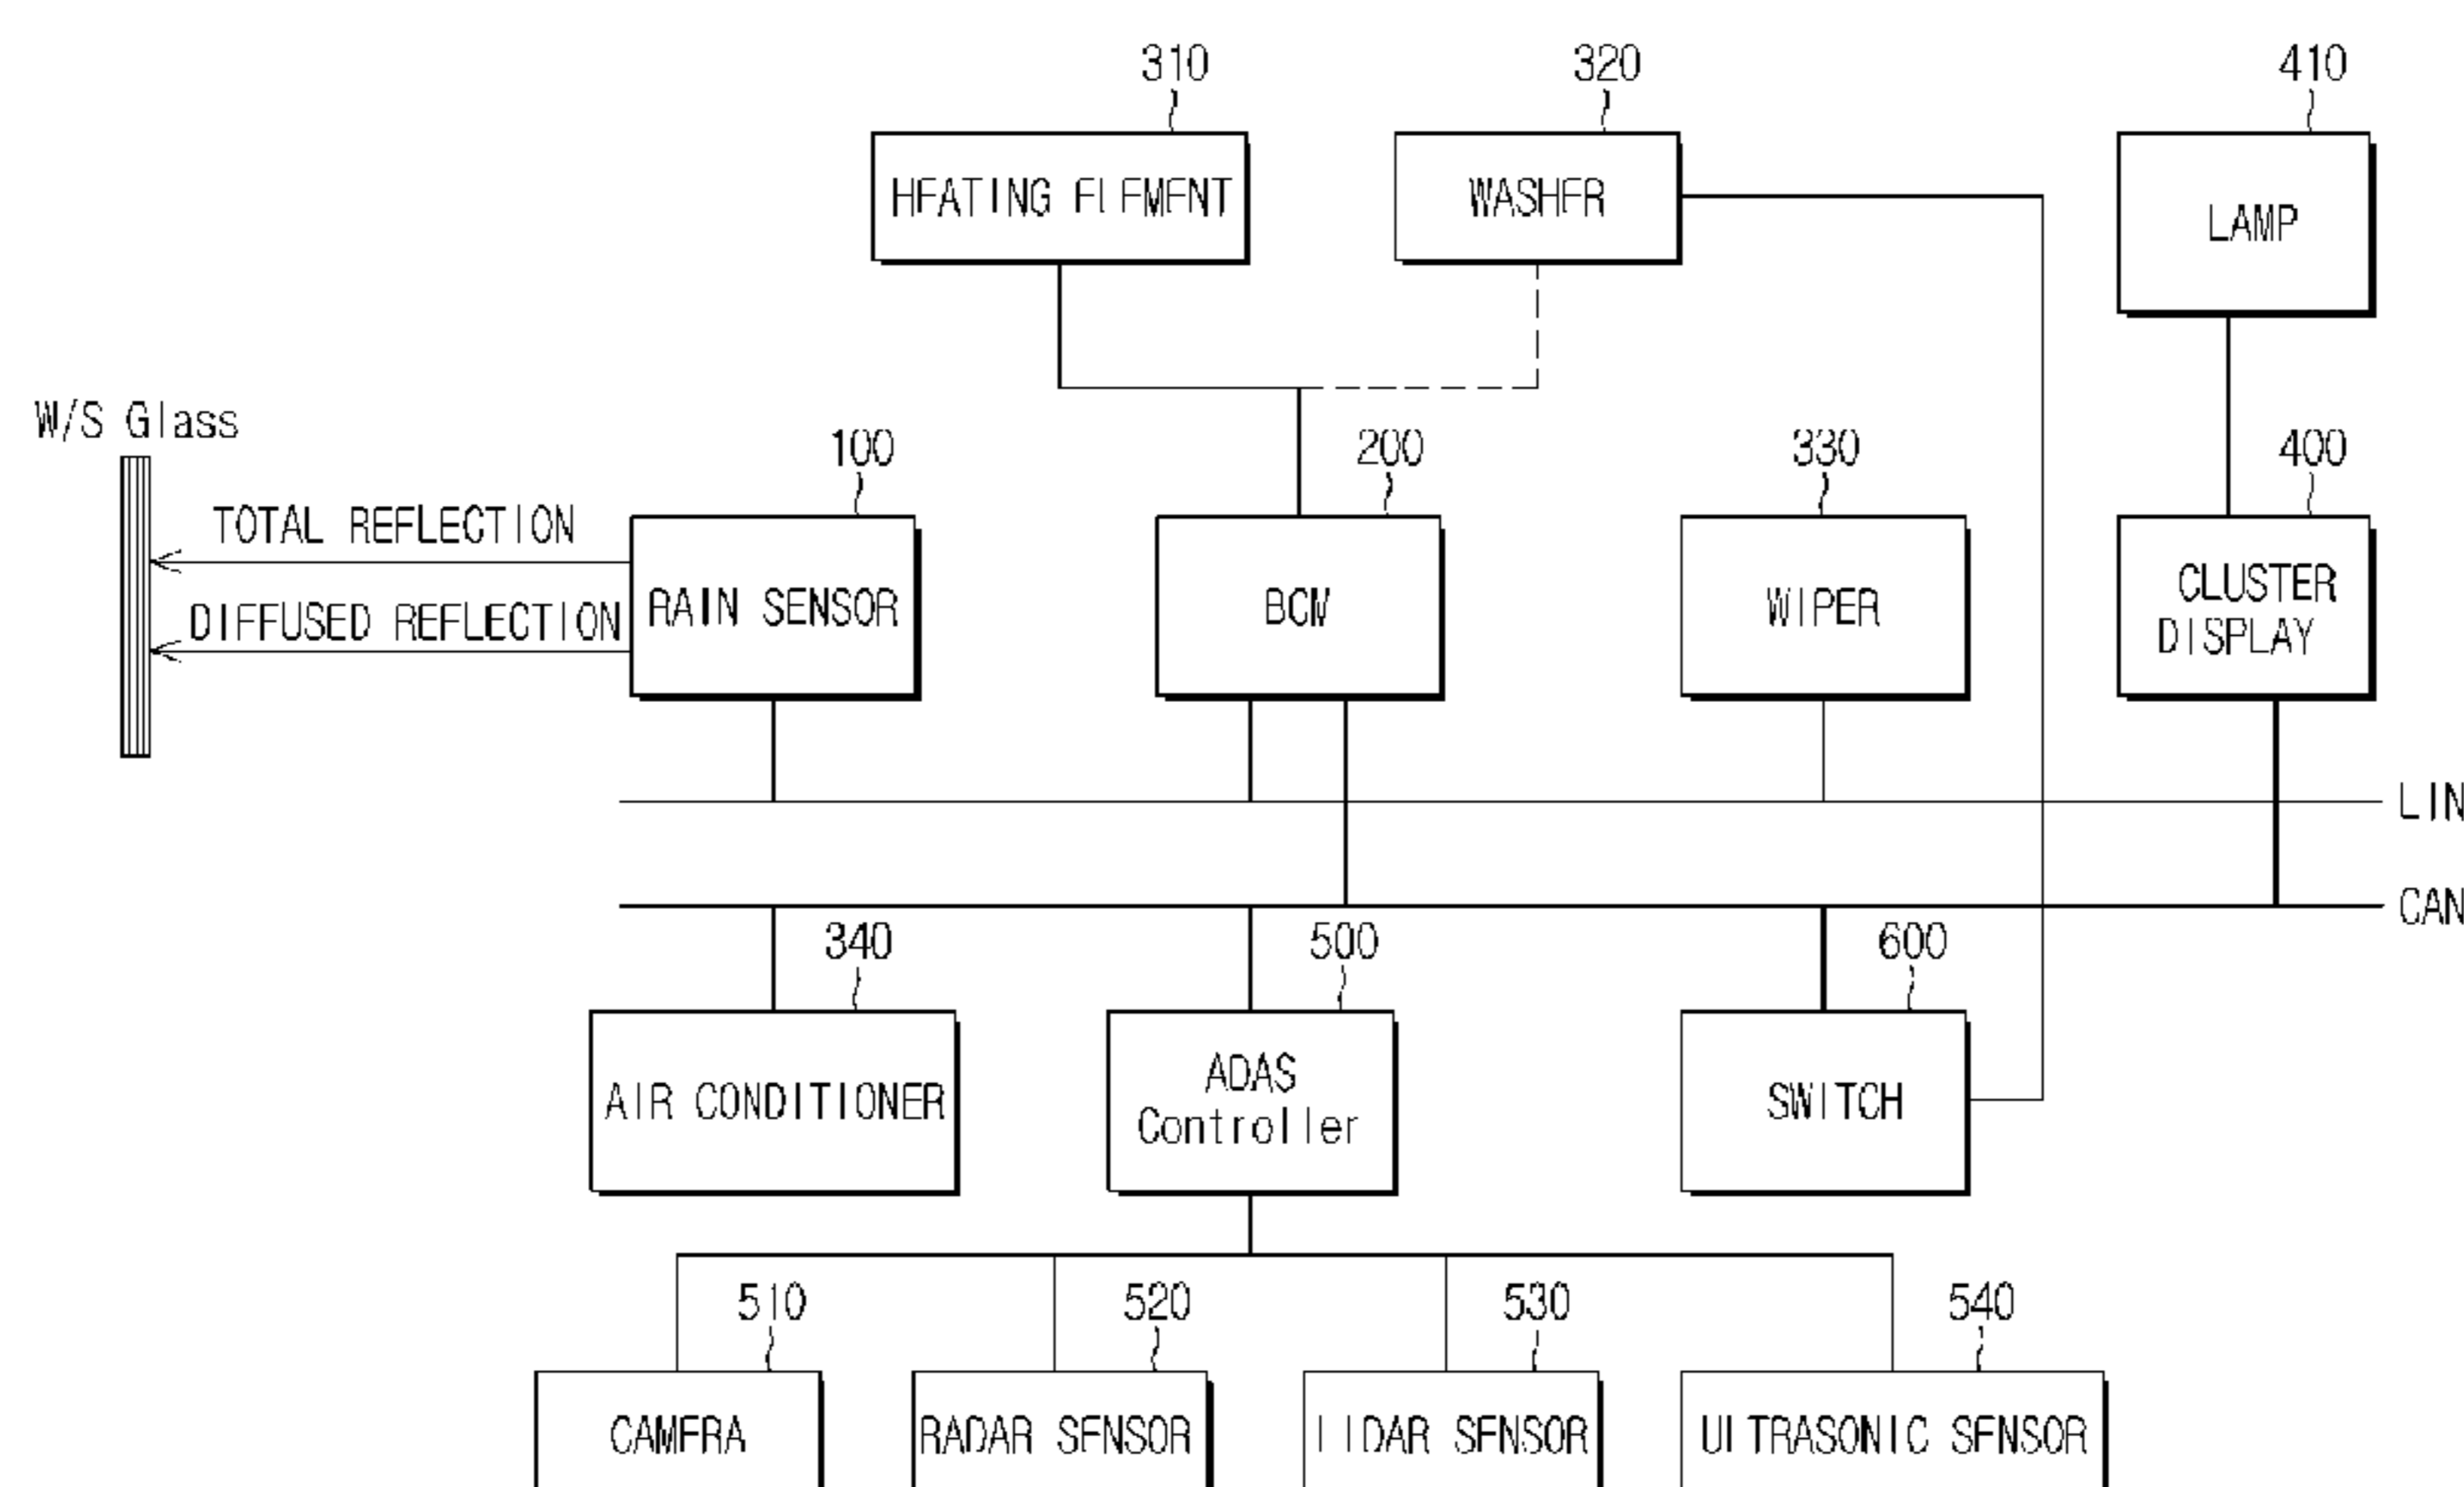 310
320
410
HEATING ELEMENT
WASHER
LAMP
W/S Glass
100
200
330
400
TOTAL REFLECTION
DIFFUSED REFLECTION
RAIN SENSOR
BCM
WIPER
CLUSTER
DISPLAY
LIN
CAN
340
500
600
AIR CONDITIONER
ADAS
Controller
SWITCH
510
520
530
540
CAMERA
RADAR SENSOR
LIDAR SENSOR
ULTRASONIC SENSOR